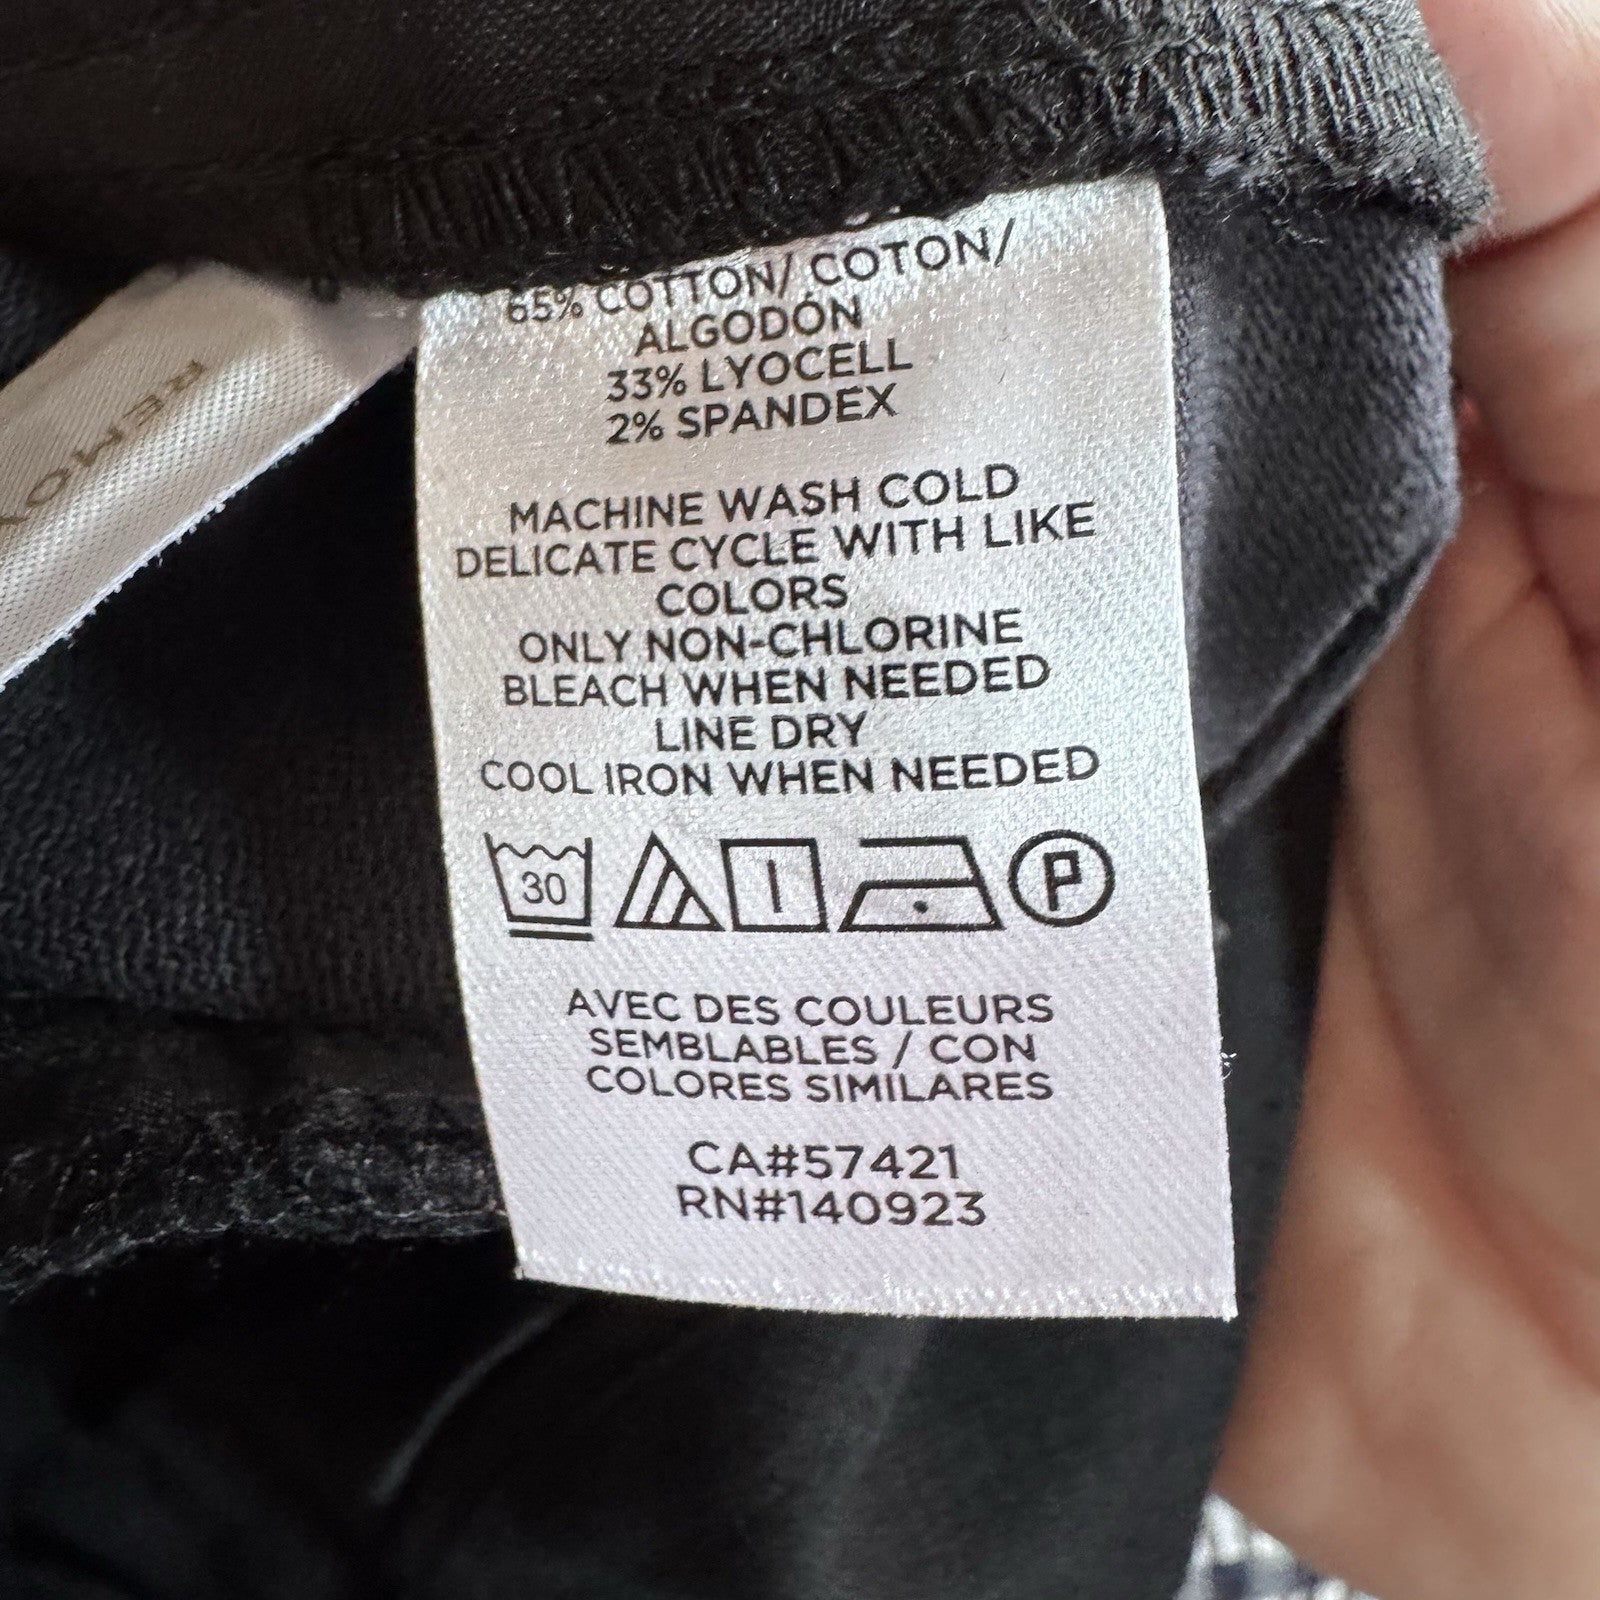 65% COTTON/ COTON/
ALGODÓN
33% LYOCELL
2% SPANDEX
MACHINE WASH COLD
DELICATE CYCLE WITH LIKE
COLORS
ONLY NON-CHLORINE
BLEACH WHEN NEEDED
LINE DRY
COOL IRON WHEN NEEDED
30
P
AVEC DES COULEURS
SEMBLABLES / CON
COLORES SIMILARES
CA#57421
RN#140923